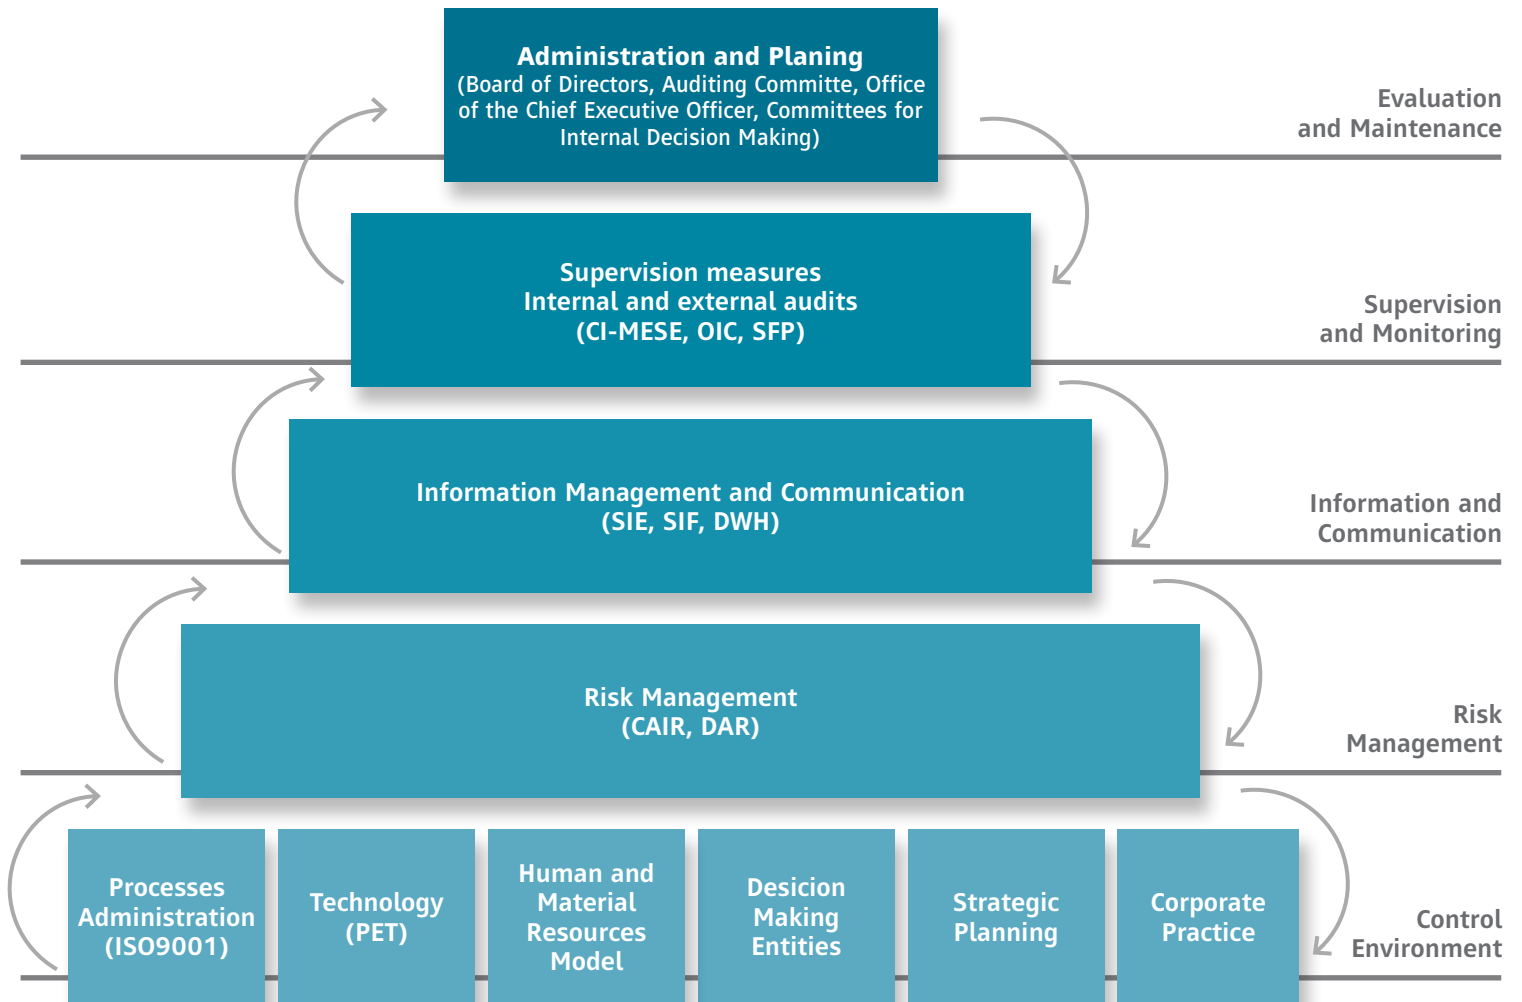 Administration and Planing
(Board of Directors, Auditing Committe, Office
of the Chief Executive Officer, Committees for
Internal Decision Making)
Evaluation
and Maintenance
Supervision measures
Internal and external audits
(CI-MESE, OIC, SFP)
Supervision
and Monitoring
Information Management and Communication
(SIE, SIF, DWH)
Information and
Communication
Risk Management
(CAIR, DAR)
Risk
Management
Processes
Administration
(ISO9001)
Technology
(PET)
Human and
Material
Resources
Model
Desicion
Making
Entities
Strategic
Planning
Corporate
Practice
Control
Environment